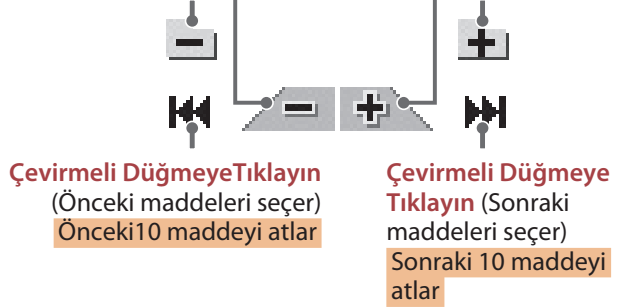 Çevirmeli DüğmeyeTıklayın
(Önceki maddeleri seçer)
Önceki10 maddeyi atlar
Çevirmeli Düğmeye
Tıklayın (Sonraki
maddeleri seçer)
Sonraki 10 maddeyi
atlar